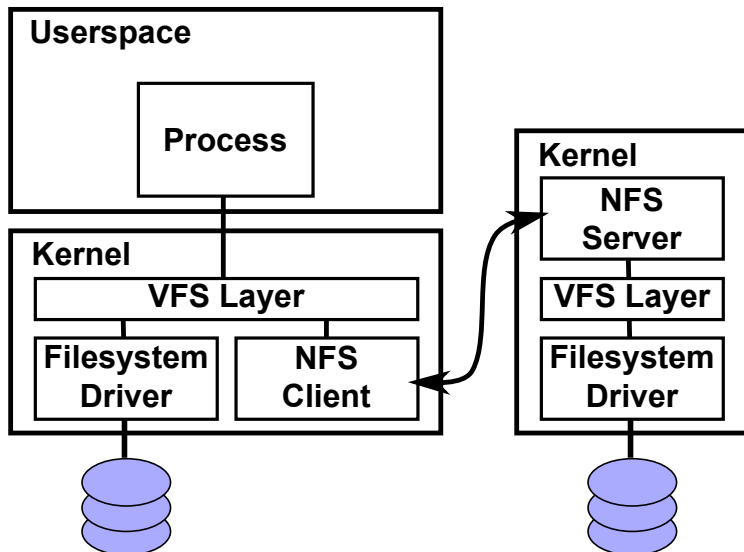 Userspace
Process
Kernel
VFS Layer
Filesystem
Driver
NFS
Client
Kernel
NFS
Server
VFS Layer
Filesystem
Driver